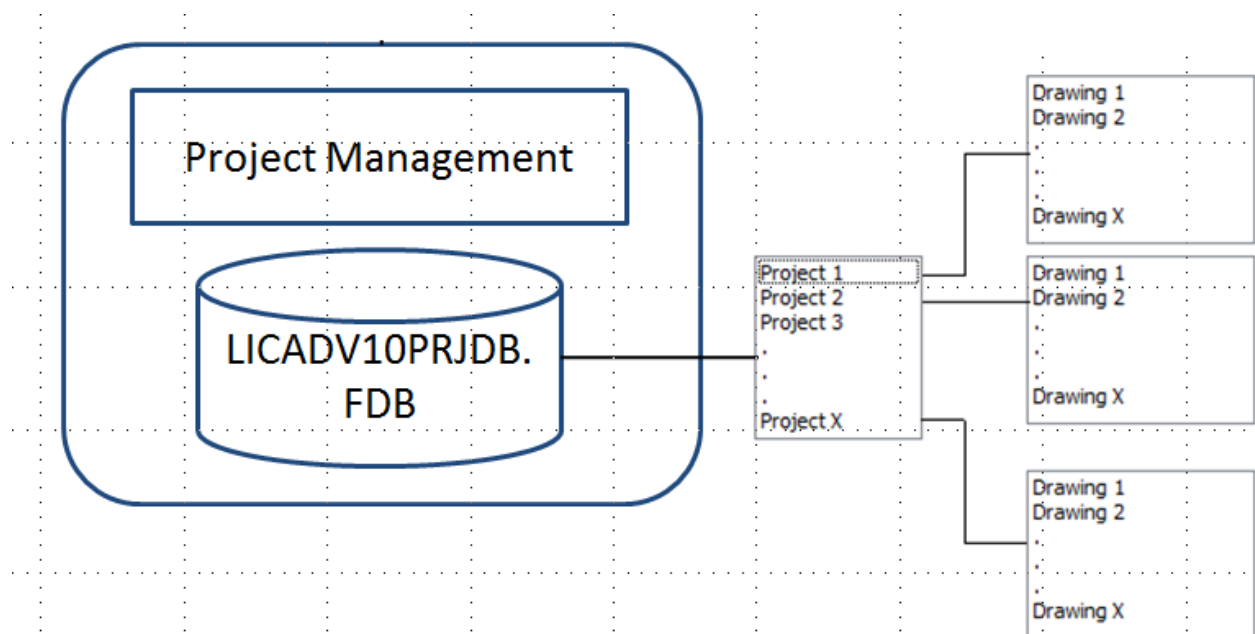 Project Management
LICADV10PRJDB.
FDB
Project 1
Project 2
Project 3
.
.
.
Project X
Drawing 1
Drawing 2
.
.
.
Drawing X
Drawing 1
Drawing 2
.
.
.
Drawing X
Drawing 1
Drawing 2
.
.
.
Drawing X